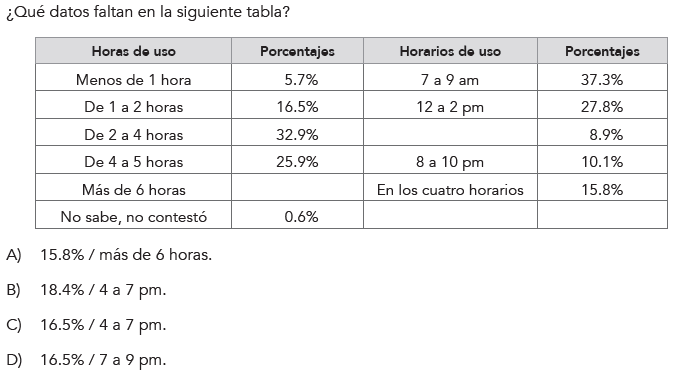 ¿Qué datos faltan en la siguiente tabla?
Horas de uso Porcentajes Horarios de uso Porcentajes
Menos de 1 hora 5.7% 7 a 9 am 37.3%
De 1 a 2 horas 16.5% 12 a 2 pm 27.8%
De 2 a 4 horas 32.9% 8.9%
De 4 a 5 horas 25.9% 8 a 10 pm 10.1%
Más de 6 horas En los cuatro horarios 15.8%
No sabe, no contestó 0.6%
A) 15.8% / más de 6 horas.
B) 18.4% / 4 a 7 pm.
C) 16.5% / 4 a 7 pm.
D) 16.5% / 7 a 9 pm.